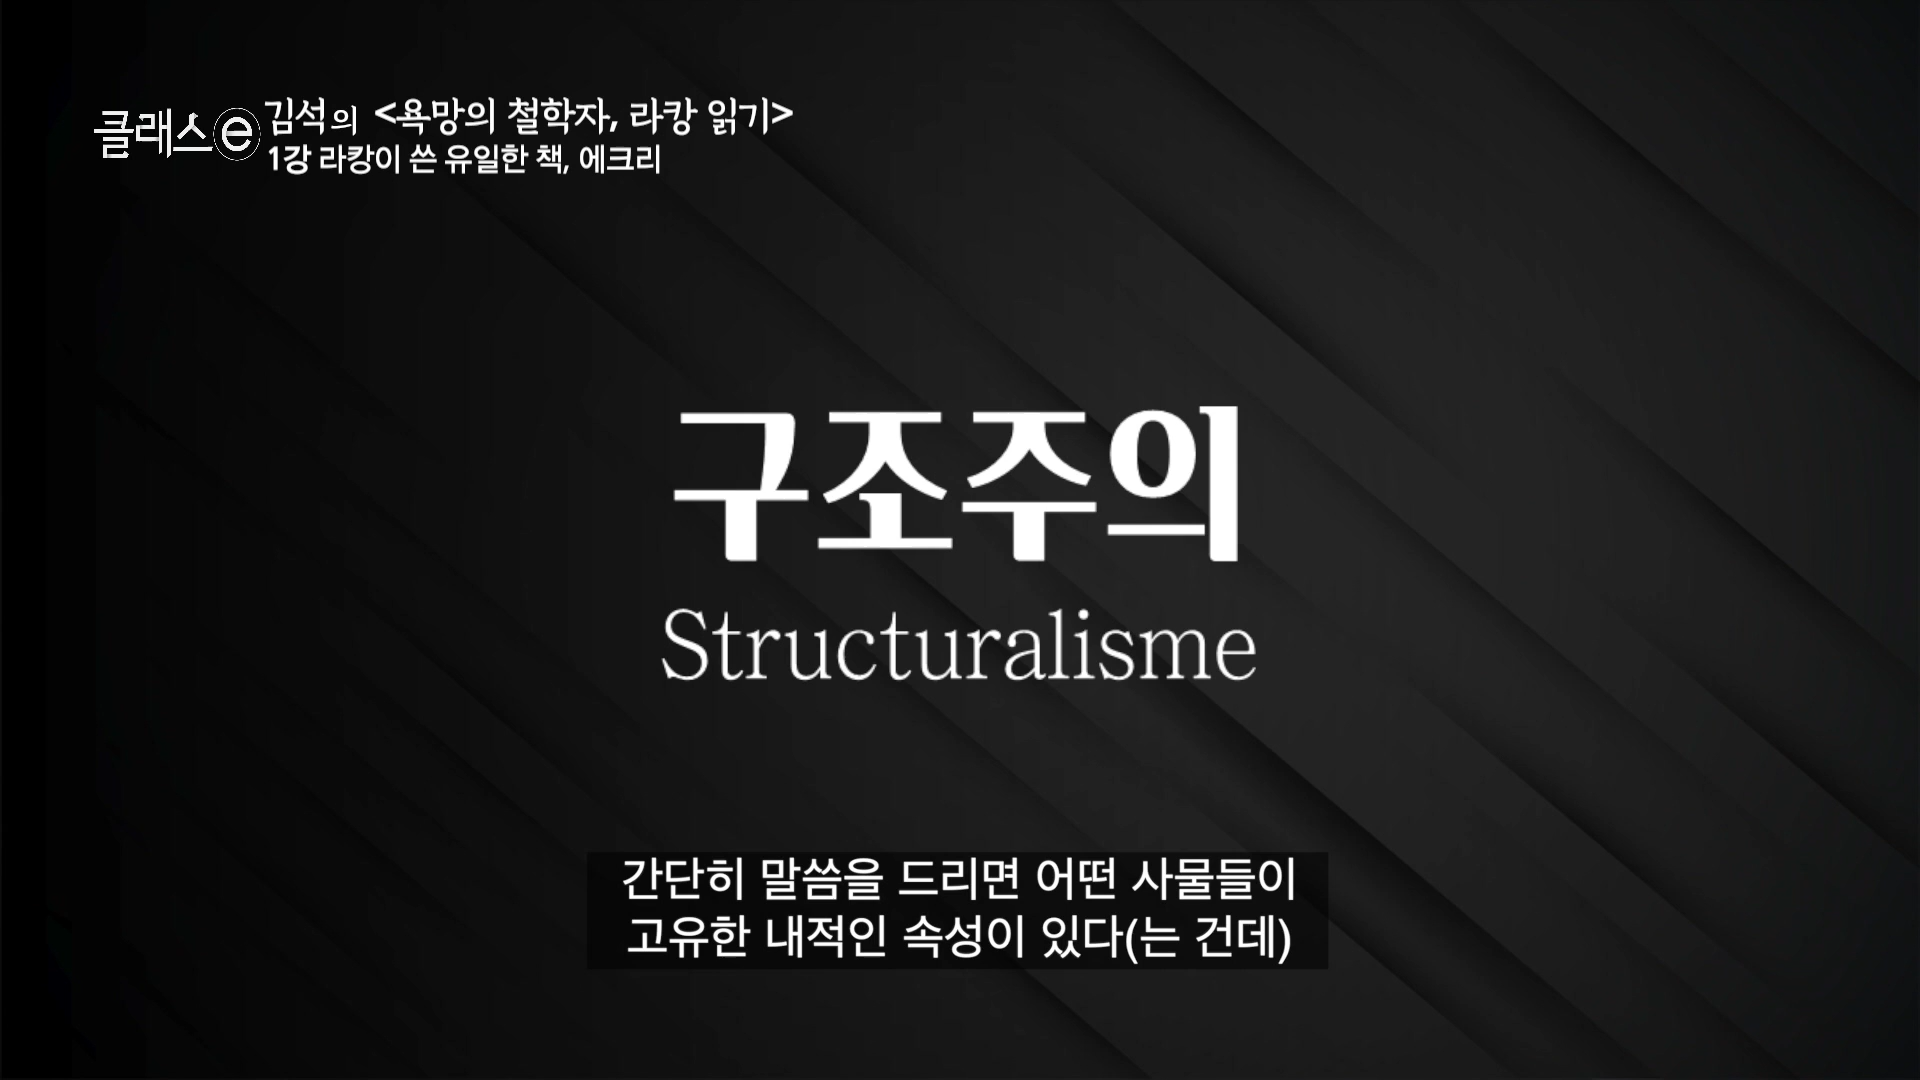 클래스e 김석의 <욕망의 철학자, 라캉 읽기>
1강 라캉이 쓴 유일한 책, 에크리
구조주의
Structuralisme
간단히 말씀을 드리면 어떤 사물들이
고유한 내적인 속성이 있다(는 건데)